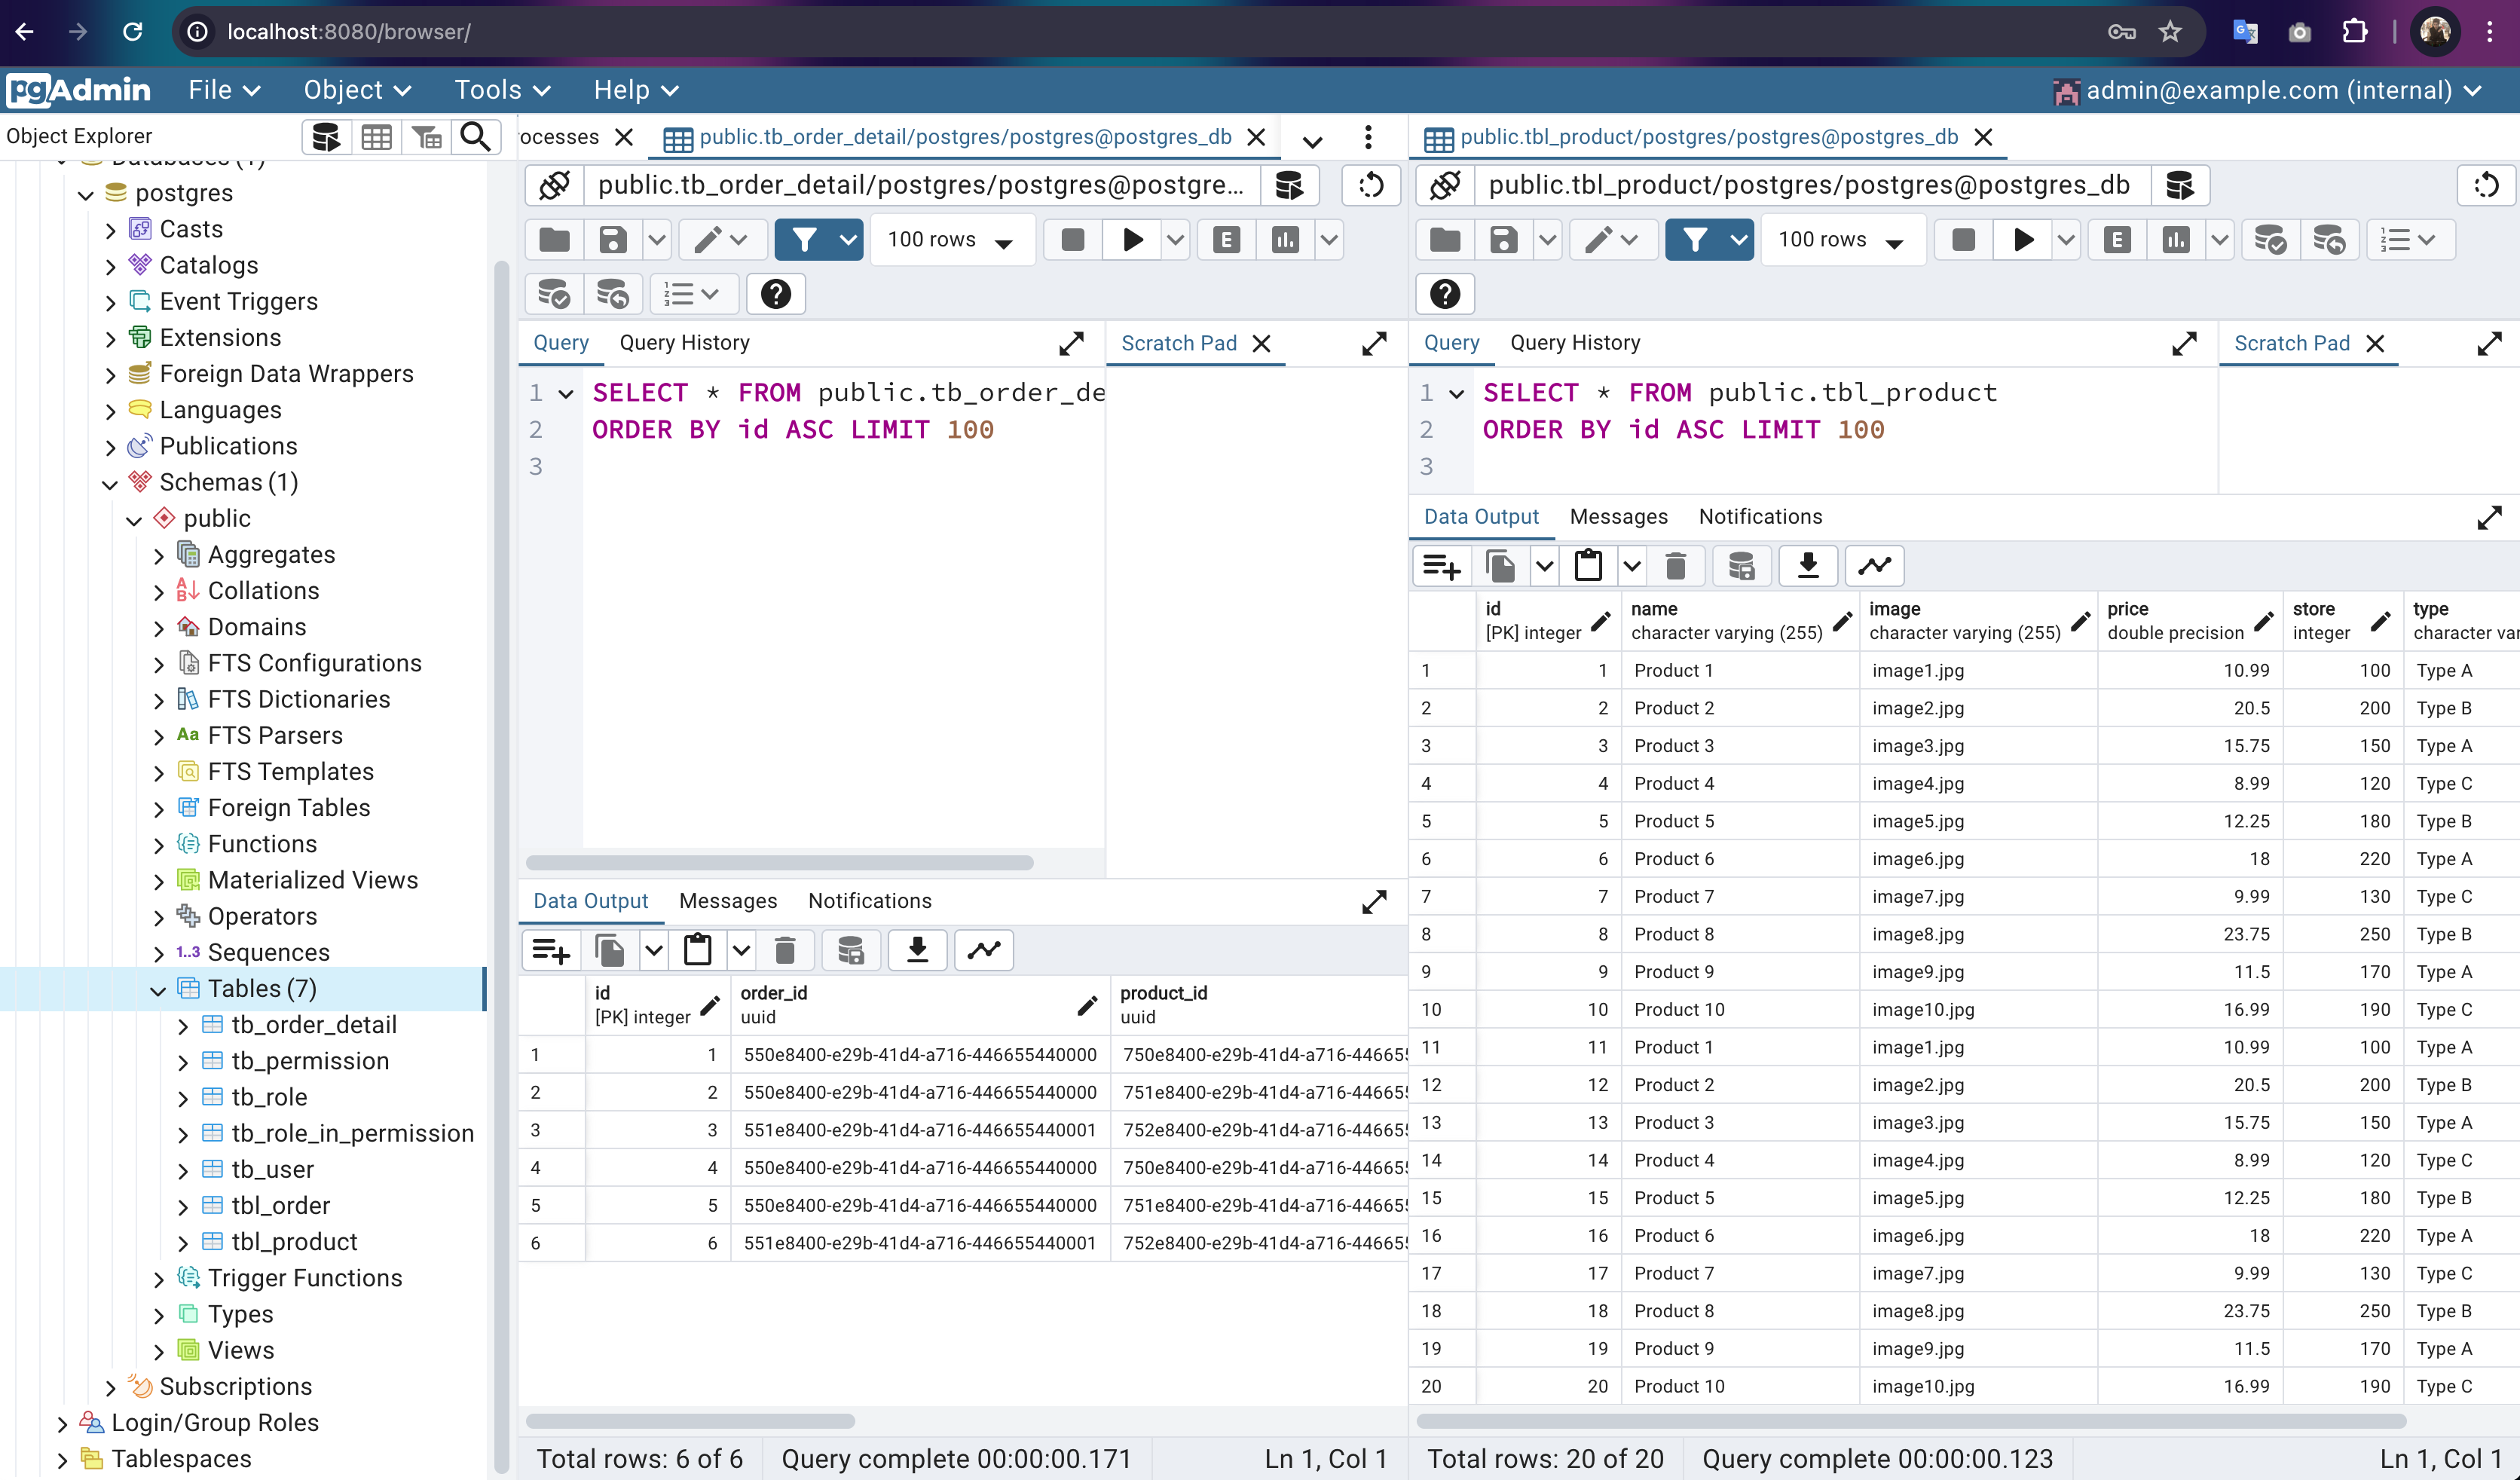 localhost:8080/browser/
pgAdmin File Object Tools Help admin@example.com (internal)
Object Explorer
Databases (1)
postgres
Casts
Catalogs
Event Triggers
Extensions
Foreign Data Wrappers
Languages
Publications
Schemas (1)
public
Aggregates
Collations
Domains
FTS Configurations
FTS Dictionaries
FTS Parsers
FTS Templates
Foreign Tables
Functions
Materialized Views
Operators
1..3 Sequences
Tables (7)
tb_order_detail
tb_permission
tb_role
tb_role_in_permission
tb_user
tbl_order
tbl_product
Trigger Functions
Types
Views
Subscriptions
Login/Group Roles
Tablespaces
ocesses public.tb_order_detail/postgres/postgres@postgres_db
public.tb_order_detail/postgres/postgres@postgre...
100 rows
Query Query History Scratch Pad
1 SELECT * FROM public.tb_order_de
2 ORDER BY id ASC LIMIT 100
3
Data Output Messages Notifications
id order_id product_id
[PK] integer uuid uuid
1 1 550e8400-e29b-41d4-a716-446655440000 750e8400-e29b-41d4-a716-44665
2 2 550e8400-e29b-41d4-a716-446655440000 751e8400-e29b-41d4-a716-44665
3 3 551e8400-e29b-41d4-a716-446655440001 752e8400-e29b-41d4-a716-44665
4 4 550e8400-e29b-41d4-a716-446655440000 750e8400-e29b-41d4-a716-44665
5 5 550e8400-e29b-41d4-a716-446655440000 751e8400-e29b-41d4-a716-44665
6 6 551e8400-e29b-41d4-a716-446655440001 752e8400-e29b-41d4-a716-44665
Total rows: 6 of 6 Query complete 00:00:00.171 Ln 1, Col 1
public.tbl_product/postgres/postgres@postgres_db
public.tbl_product/postgres/postgres@postgres_db
100 rows
Query Query History Scratch Pad
1 SELECT * FROM public.tbl_product
2 ORDER BY id ASC LIMIT 100
3
Data Output Messages Notifications
id name image price store type
[PK] integer character varying (255) character varying (255) double precision integer character var
1 1 Product 1 image1.jpg 10.99 100 Type A
2 2 Product 2 image2.jpg 20.5 200 Type B
3 3 Product 3 image3.jpg 15.75 150 Type A
4 4 Product 4 image4.jpg 8.99 120 Type C
5 5 Product 5 image5.jpg 12.25 180 Type B
6 6 Product 6 image6.jpg 18 220 Type A
7 7 Product 7 image7.jpg 9.99 130 Type C
8 8 Product 8 image8.jpg 23.75 250 Type B
9 9 Product 9 image9.jpg 11.5 170 Type A
10 10 Product 10 image10.jpg 16.99 190 Type C
11 11 Product 1 image1.jpg 10.99 100 Type A
12 12 Product 2 image2.jpg 20.5 200 Type B
13 13 Product 3 image3.jpg 15.75 150 Type A
14 14 Product 4 image4.jpg 8.99 120 Type C
15 15 Product 5 image5.jpg 12.25 180 Type B
16 16 Product 6 image6.jpg 18 220 Type A
17 17 Product 7 image7.jpg 9.99 130 Type C
18 18 Product 8 image8.jpg 23.75 250 Type B
19 19 Product 9 image9.jpg 11.5 170 Type A
20 20 Product 10 image10.jpg 16.99 190 Type C
Total rows: 20 of 20 Query complete 00:00:00.123 Ln 1, Col 1